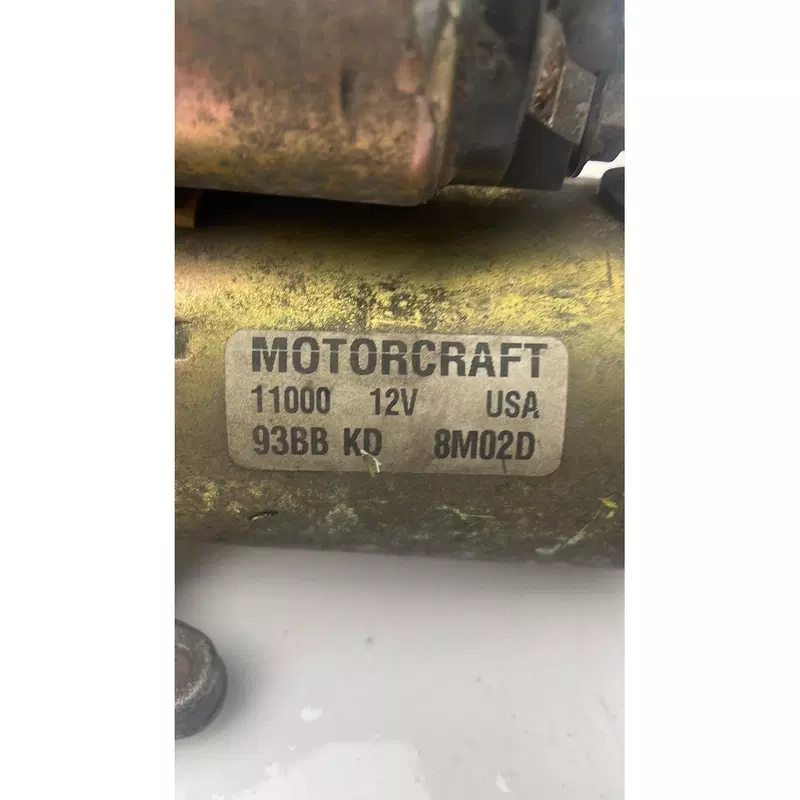 MOTORCRAFT
11000 12V USA
93BB KD 8M02D